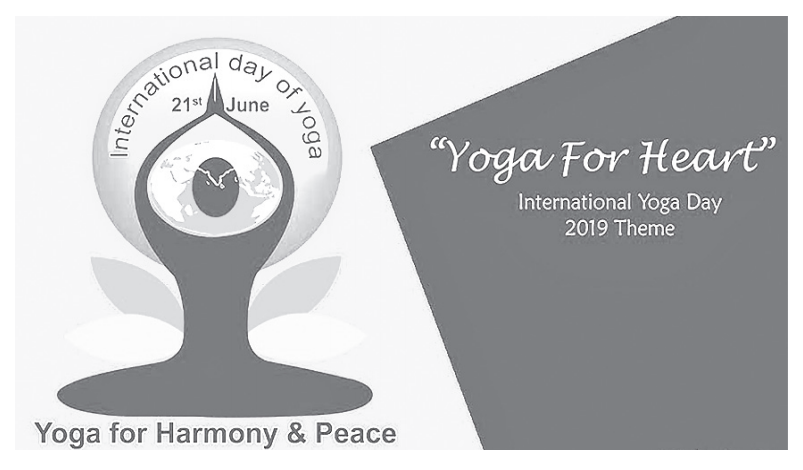 International day of yoga
21st June
Yoga for Harmony & Peace
“Yoga For Heart”
International Yoga Day
2019 Theme